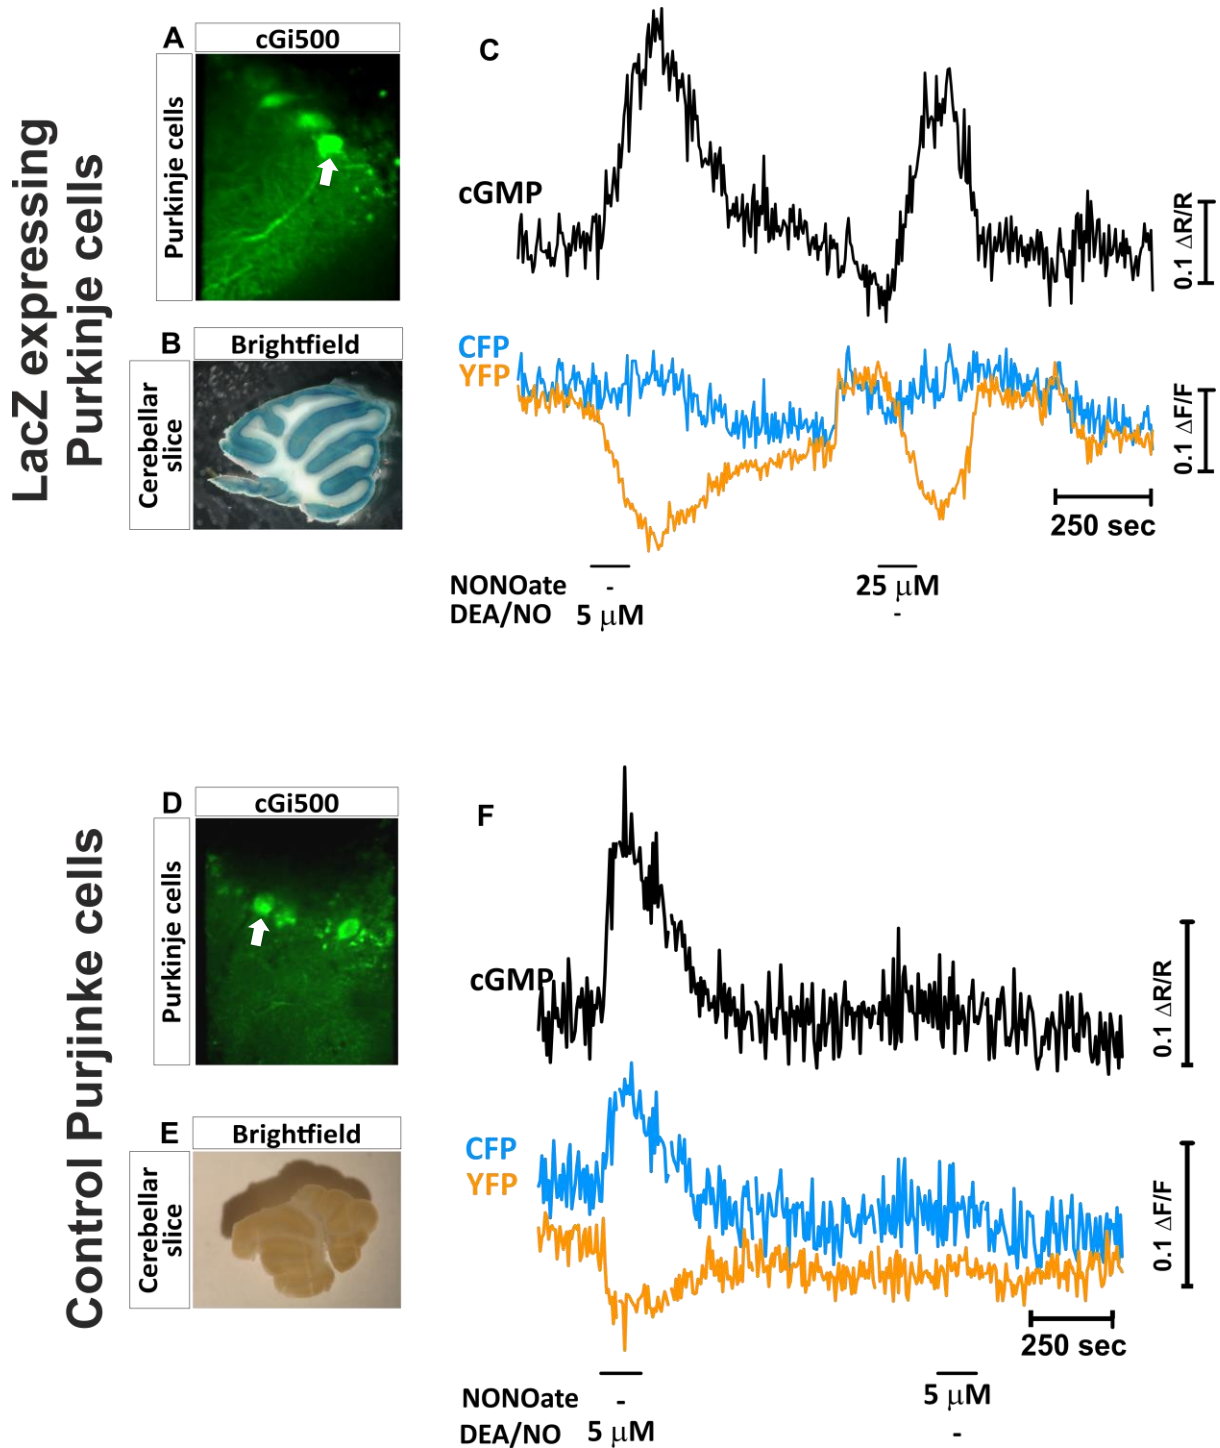 LacZ expressing
Purkinje cells
A
cGi500
Purkinje cells
B
Brightfield
Cerebellar
slice
C
cGMP
0.1 ΔR/R
CFP
YFP
0.1 ΔF/F
250 sec
NONOate - 25 μM
DEA/NO 5 μM -
Control Purjinke cells
D
cGi500
Purkinje cells
E
Brightfield
Cerebellar
slice
F
cGMP
0.1 ΔR/R
CFP
YFP
0.1 ΔF/F
250 sec
NONOate - 5 μM
DEA/NO 5 μM -